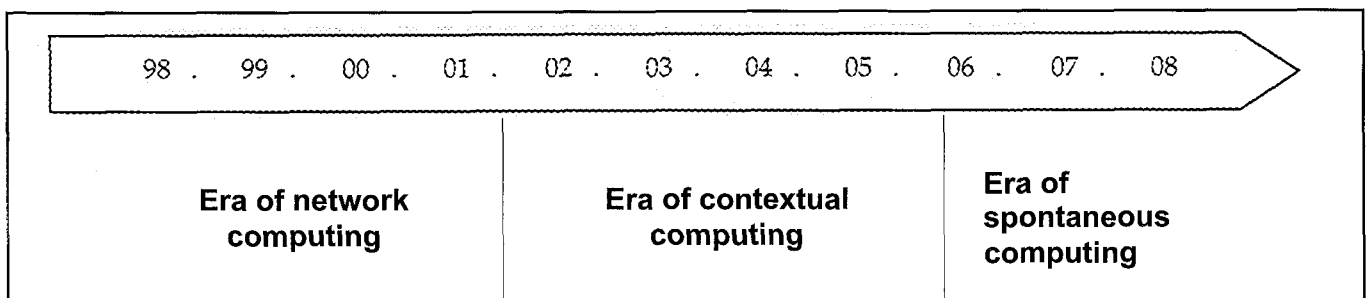 98 . 99 . 00 . 01 . 02 . 03 . 04 . 05 . 06 . 07 . 08
Era of network
computing
Era of contextual
computing
Era of
spontaneous
computing